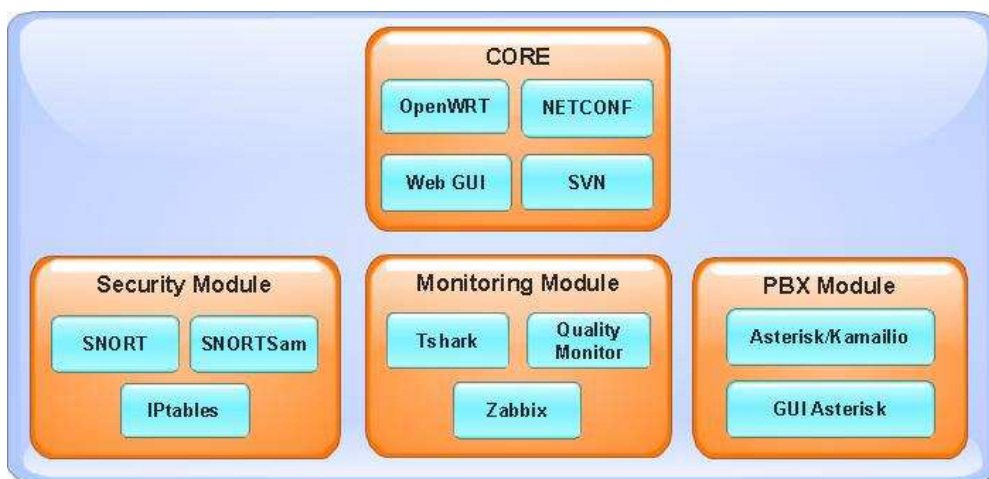 CORE
OpenWRT
NETCONF
Web GUI
SVN
Security Module
SNORT
SNORTSam
IPtables
Monitoring Module
Tshark
Quality
Monitor
Zabbix
PBX Module
Asterisk/Kamailio
GUI Asterisk